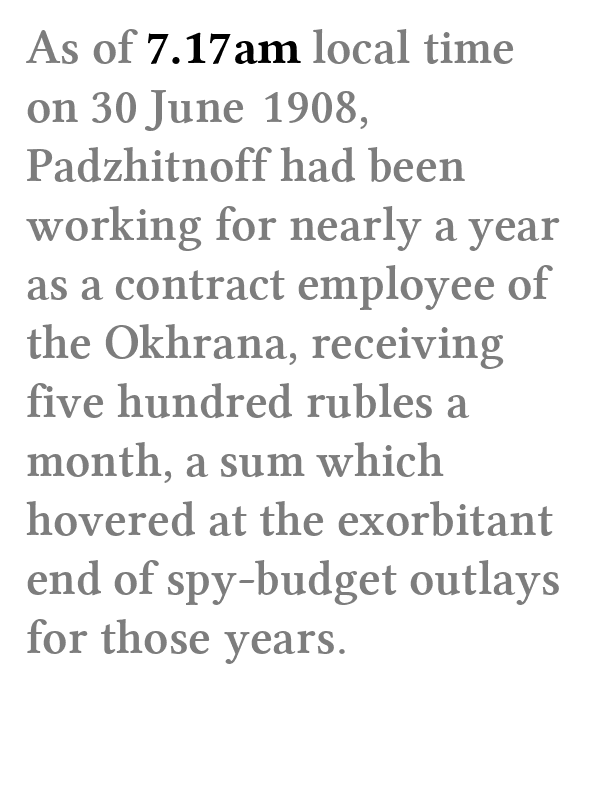 As of 7.17am local time
on 30 June 1908,
Padzhitnoff had been
working for nearly a year
as a contract employee of
the Okhrana, receiving
five hundred rubles a
month, a sum which
hovered at the exorbitant
end of spy-budget outlays
for those years.